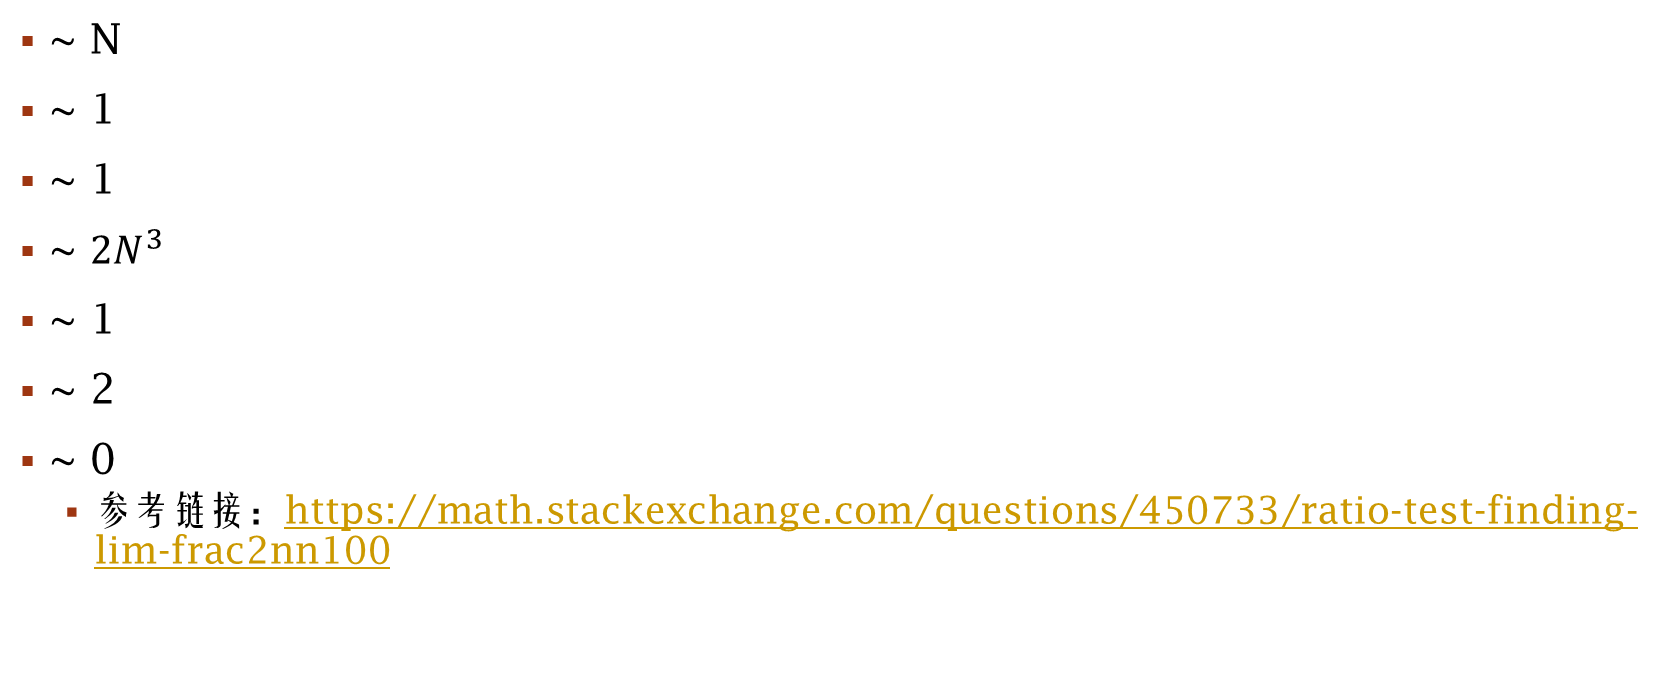 ▪ ~ N
▪ ~ 1
▪ ~ 1
▪ ~ 2𝑁³
▪ ~ 1
▪ ~ 2
▪ ~ 0
▪ 参考链接：https://math.stackexchange.com/questions/450733/ratio-test-finding-
lim-frac2nn100